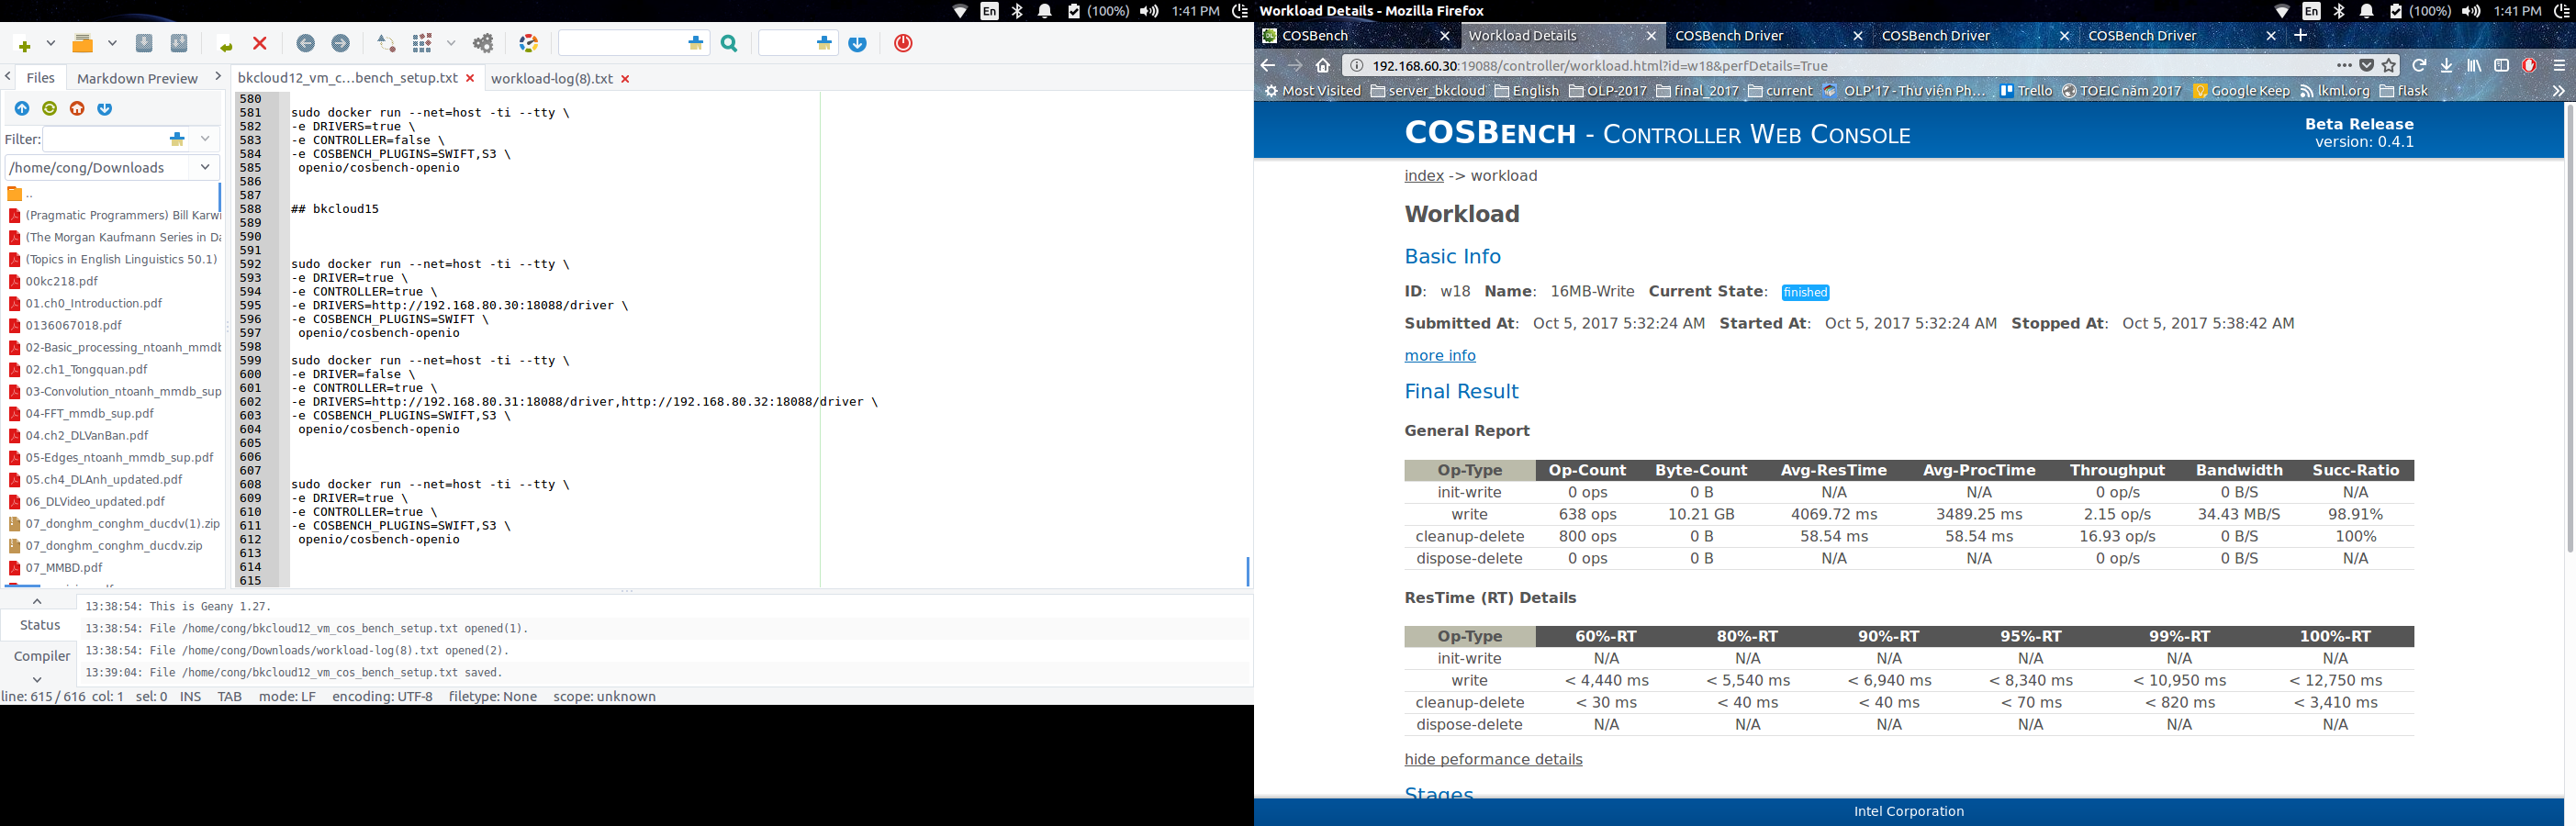 En (100%) 1:41 PM
Files Markdown Preview
bkcloud12_vm_c...bench_setup.txt workload-log(8).txt
Filter:
/home/cong/Downloads
..
(Pragmatic Programmers) Bill Karwi
(The Morgan Kaufmann Series in Da
(Topics in English Linguistics 50.1)
00kc218.pdf
01.ch0_Introduction.pdf
0136067018.pdf
02-Basic_processing_ntoanh_mmdb
02.ch1_Tongquan.pdf
03-Convolution_ntoanh_mmdb_sup
04-FFT_mmdb_sup.pdf
04.ch2_DLVanBan.pdf
05-Edges_ntoanh_mmdb_sup.pdf
05.ch4_DLAnh_updated.pdf
06_DLVideo_updated.pdf
07_donghm_conghm_ducdv(1).zip
07_donghm_conghm_ducdv.zip
07_MMBD.pdf
580
581 sudo docker run --net=host -ti --tty \
582 -e DRIVERS=true \
583 -e CONTROLLER=false \
584 -e COSBENCH_PLUGINS=SWIFT,S3 \
585 openio/cosbench-openio
586
587
588 ## bkcloud15
589
590
591
592 sudo docker run --net=host -ti --tty \
593 -e DRIVER=true \
594 -e CONTROLLER=true \
595 -e DRIVERS=http://192.168.80.30:18088/driver \
596 -e COSBENCH_PLUGINS=SWIFT \
597 openio/cosbench-openio
598
599 sudo docker run --net=host -ti --tty \
600 -e DRIVER=false \
601 -e CONTROLLER=true \
602 -e DRIVERS=http://192.168.80.31:18088/driver,http://192.168.80.32:18088/driver \
603 -e COSBENCH_PLUGINS=SWIFT,S3 \
604 openio/cosbench-openio
605
606
607
608 sudo docker run --net=host -ti --tty \
609 -e DRIVER=true \
610 -e CONTROLLER=true \
611 -e COSBENCH_PLUGINS=SWIFT,S3 \
612 openio/cosbench-openio
613
614
615
Status
Compiler
13:38:54: This is Geany 1.27.
13:38:54: File /home/cong/bkcloud12_vm_cos_bench_setup.txt opened(1).
13:38:54: File /home/cong/Downloads/workload-log(8).txt opened(2).
13:39:04: File /home/cong/bkcloud12_vm_cos_bench_setup.txt saved.
line: 615 / 616 col: 1 sel: 0 INS TAB mode: LF encoding: UTF-8 filetype: None scope: unknown
Workload Details - Mozilla Firefox En (100%) 1:41 PM
COSBench Workload Details COSBench Driver COSBench Driver COSBench Driver
192.168.60.30:19088/controller/workload.html?id=w18&perfDetails=True
Most Visited server_bkcloud English OLP-2017 final_2017 current OLP'17 - Thư viện Ph... Trello TOEIC năm 2017 Google Keep lkml.org flask
COSBENCH - CONTROLLER WEB CONSOLE
Beta Release
version: 0.4.1
index -> workload
Workload
Basic Info
ID: w18 Name: 16MB-Write Current State: finished
Submitted At: Oct 5, 2017 5:32:24 AM Started At: Oct 5, 2017 5:32:24 AM Stopped At: Oct 5, 2017 5:38:42 AM
more info
Final Result
General Report
Op-Type Op-Count Byte-Count Avg-ResTime Avg-ProcTime Throughput Bandwidth Succ-Ratio
init-write 0 ops 0 B N/A N/A 0 op/s 0 B/S N/A
write 638 ops 10.21 GB 4069.72 ms 3489.25 ms 2.15 op/s 34.43 MB/S 98.91%
cleanup-delete 800 ops 0 B 58.54 ms 58.54 ms 16.93 op/s 0 B/S 100%
dispose-delete 0 ops 0 B N/A N/A 0 op/s 0 B/S N/A
ResTime (RT) Details
Op-Type 60%-RT 80%-RT 90%-RT 95%-RT 99%-RT 100%-RT
init-write N/A N/A N/A N/A N/A N/A
write < 4,440 ms < 5,540 ms < 6,940 ms < 8,340 ms < 10,950 ms < 12,750 ms
cleanup-delete < 30 ms < 40 ms < 40 ms < 70 ms < 820 ms < 3,410 ms
dispose-delete N/A N/A N/A N/A N/A N/A
hide peformance details
Stages
Intel Corporation